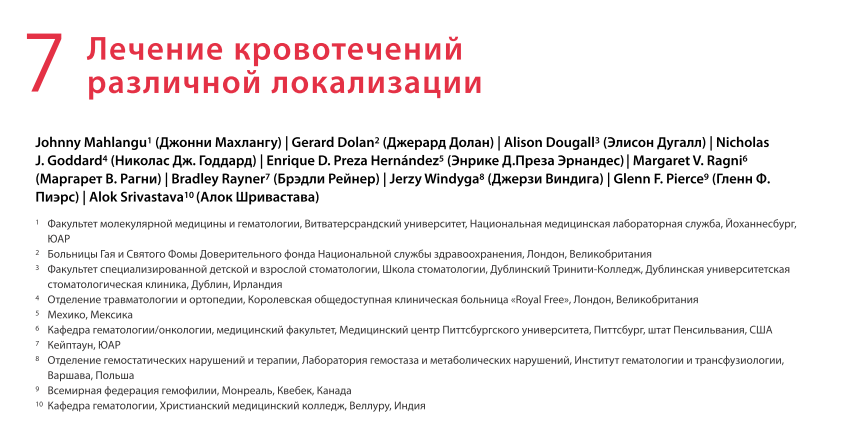 7 Лечение кровотечений
различной локализации
Johnny Mahlangu¹ (Джонни Махлангу) | Gerard Dolan² (Джерард Долан) | Alison Dougall³ (Элисон Дугалл) | Nicholas
J. Goddard⁴ (Николас Дж. Годдард) | Enrique D. Preza Hernández⁵ (Энрике Д.Преза Эрнандес) | Margaret V. Ragni⁶
(Маргарет В. Рагни) | Bradley Rayner⁷ (Брэдли Рейнер) | Jerzy Windyga⁸ (Джерзи Виндига) | Glenn F. Pierce⁹ (Гленн Ф.
Пиэрс) | Alok Srivastava¹⁰ (Алок Шривастава)
¹ Факультет молекулярной медицины и гематологии, Витватерсрандский университет, Национальная медицинская лабораторная служба, Йоханнесбург,
ЮАР
² Больницы Гая и Святого Фомы Доверительного фонда Национальной службы здравоохранения, Лондон, Великобритания
³ Факультет специализированной детской и взрослой стоматологии, Школа стоматологии, Дублинский Тринити-Колледж, Дублинская университетская
стоматологическая клиника, Дублин, Ирландия
⁴ Отделение травматологии и ортопедии, Королевская общедоступная клиническая больница «Royal Free», Лондон, Великобритания
⁵ Мехико, Мексика
⁶ Кафедра гематологии/онкологии, медицинский факультет, Медицинский центр Питтсбургского университета, Питтсбург, штат Пенсильвания, США
⁷ Кейптаун, ЮАР
⁸ Отделение гемостатических нарушений и терапии, Лаборатория гемостаза и метаболических нарушений, Институт гематологии и трансфузиологии,
Варшава, Польша
⁹ Всемирная федерация гемофилии, Монреаль, Квебек, Канада
¹⁰ Кафедра гематологии, Христианский медицинский колледж, Веллуру, Индия